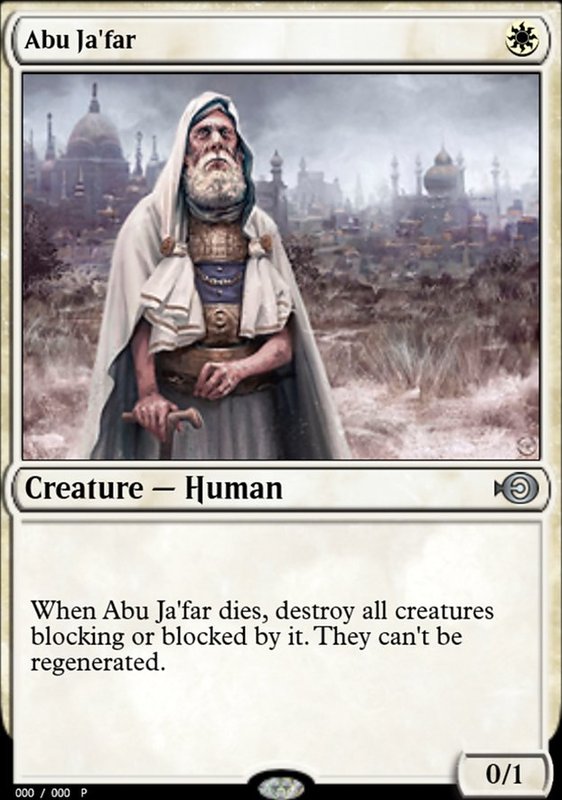 Abu Ja'far
Creature — Human
When Abu Ja'far dies, destroy all creatures
blocking or blocked by it. They can't be
regenerated.
0/1
000 / 000 P